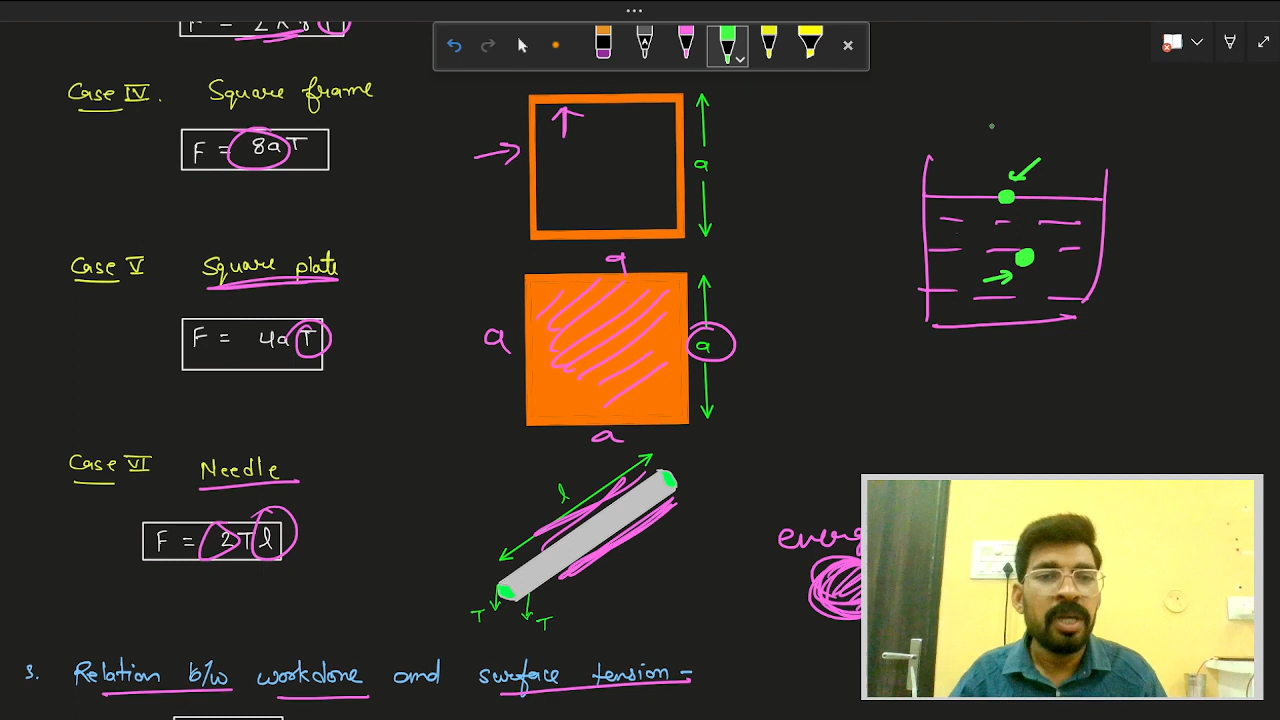 Case IV. Square frame
F = 8aT
a
Case V Square plate
a
F = 4aT
a
a
a
Case VI Needle
l
F = 2Tl
T
T
3. Relation b/w workdone and surface tension-